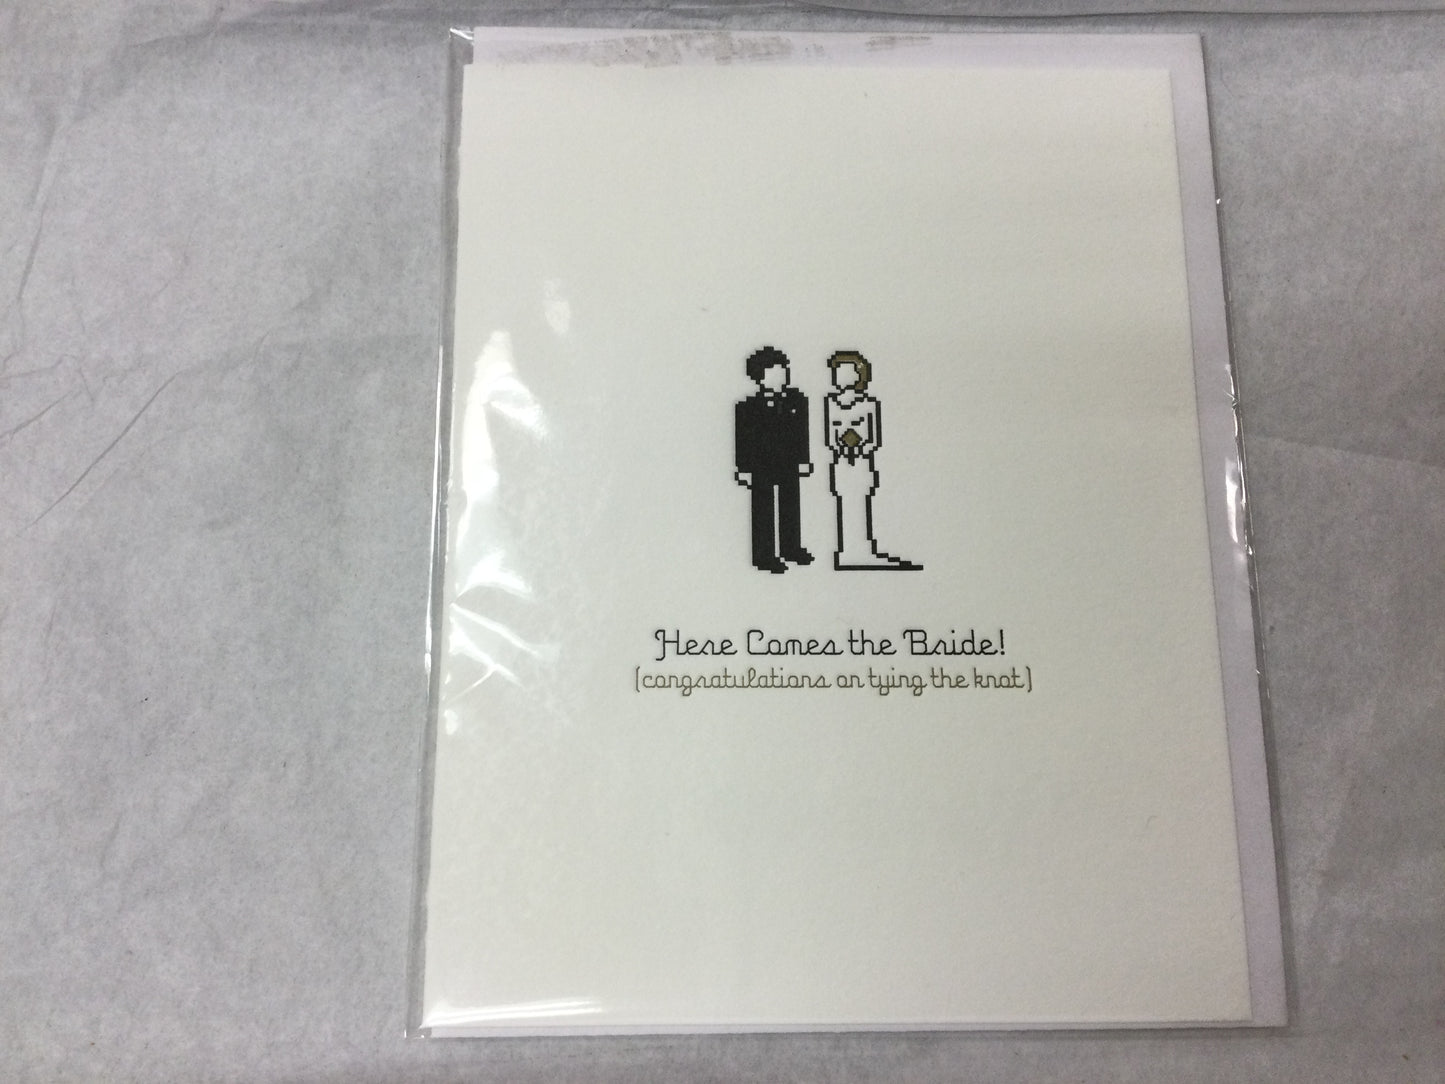 Here Comes the Bride!
(congratulations on tying the knot)